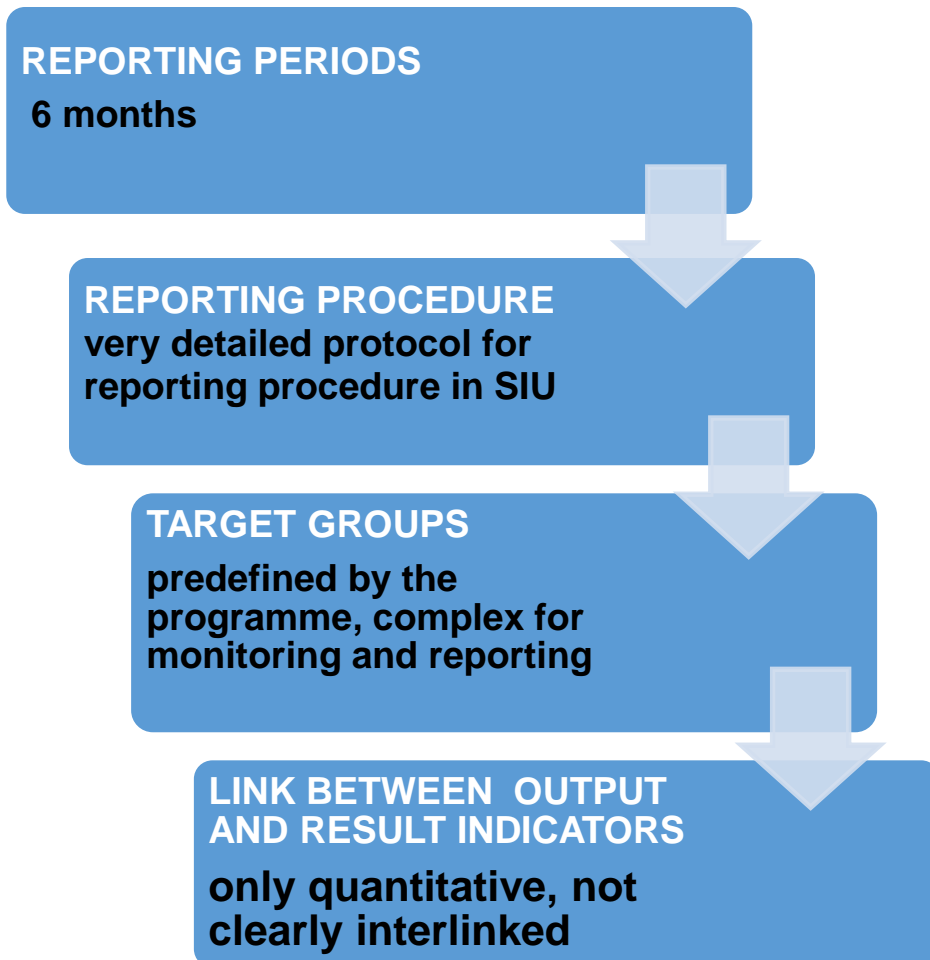 REPORTING PERIODS
6 months
REPORTING PROCEDURE
very detailed protocol for
reporting procedure in SIU
TARGET GROUPS
predefined by the
programme, complex for
monitoring and reporting
LINK BETWEEN OUTPUT
AND RESULT INDICATORS
only quantitative, not
clearly interlinked